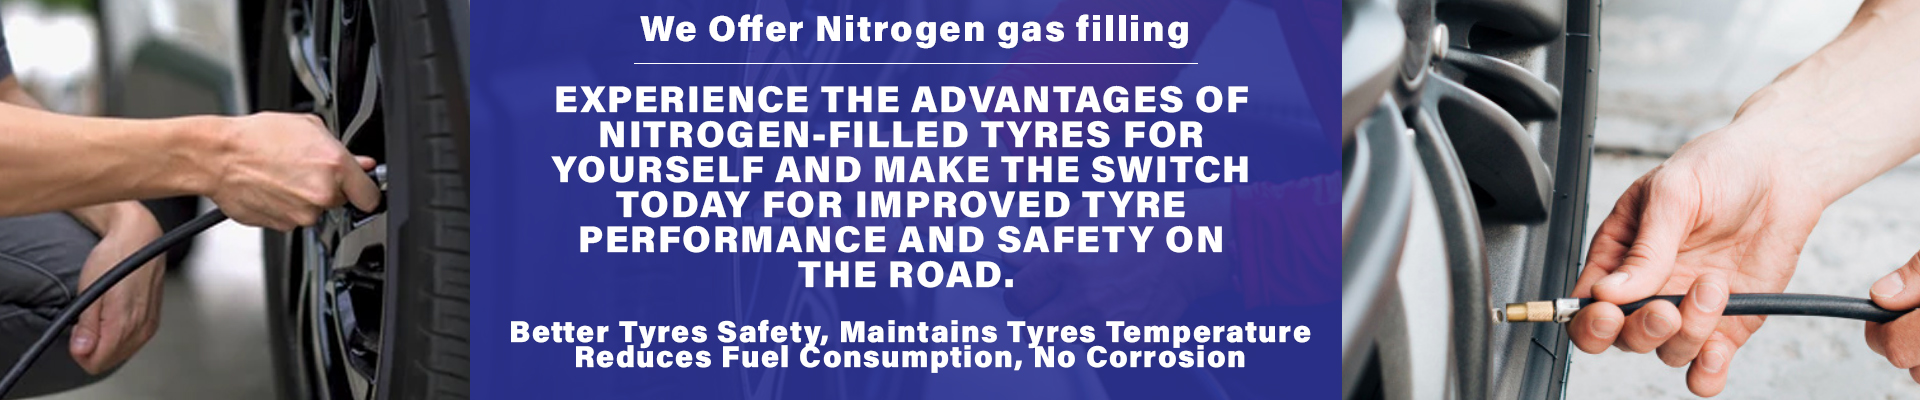 We Offer Nitrogen gas filling
EXPERIENCE THE ADVANTAGES OF
NITROGEN-FILLED TYRES FOR
YOURSELF AND MAKE THE SWITCH
TODAY FOR IMPROVED TYRE
PERFORMANCE AND SAFETY ON
THE ROAD.
Better Tyres Safety, Maintains Tyres Temperature
Reduces Fuel Consumption, No Corrosion